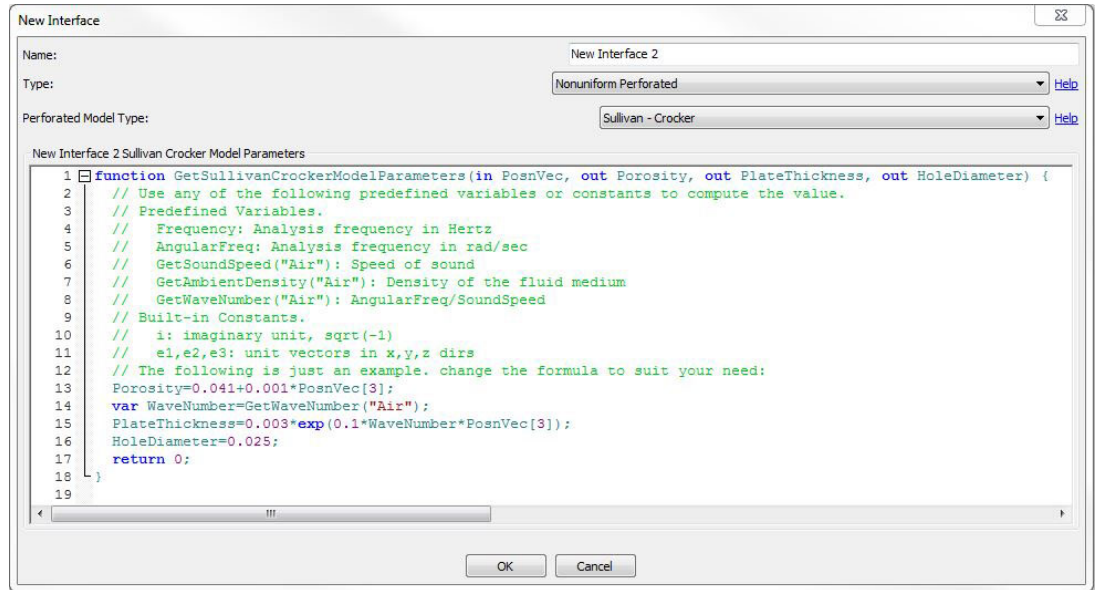 New Interface
Name: New Interface 2
Type: Nonuniform Perforated Help
Perforated Model Type: Sullivan - Crocker Help
New Interface 2 Sullivan Crocker Model Parameters
1 function GetSullivanCrockerModelParameters(in PosnVec, out Porosity, out PlateThickness, out HoleDiameter) {
2 // Use any of the following predefined variables or constants to compute the value.
3 // Predefined Variables.
4 // Frequency: Analysis frequency in Hertz
5 // AngularFreq: Analysis frequency in rad/sec
6 // GetSoundSpeed("Air"): Speed of sound
7 // GetAmbientDensity("Air"): Density of the fluid medium
8 // GetWaveNumber("Air"): AngularFreq/SoundSpeed
9 // Built-in Constants.
10 // i: imaginary unit, sqrt(-1)
11 // e1,e2,e3: unit vectors in x,y,z dirs
12 // The following is just an example. change the formula to suit your need:
13 Porosity=0.041+0.001*PosnVec[3];
14 var WaveNumber=GetWaveNumber("Air");
15 PlateThickness=0.003*exp(0.1*WaveNumber*PosnVec[3]);
16 HoleDiameter=0.025;
17 return 0;
18 }
19
OK Cancel